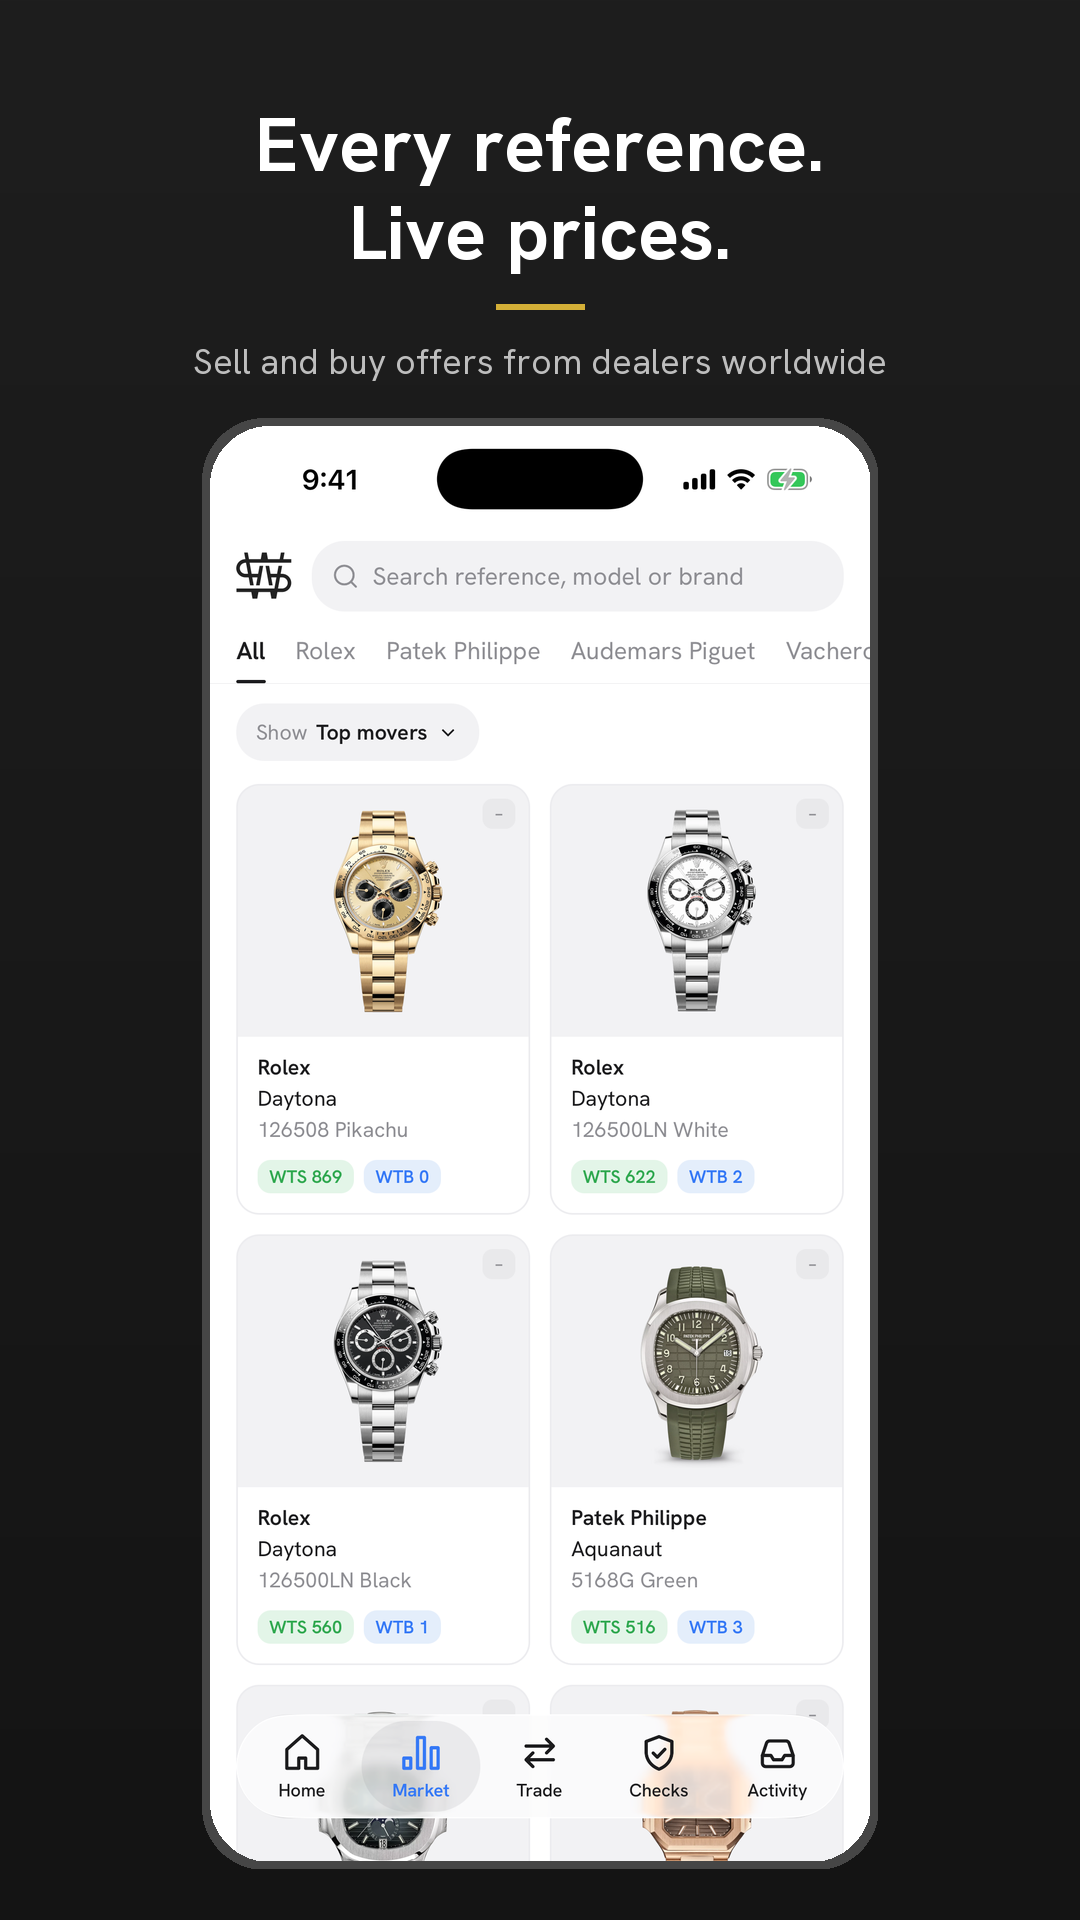 Every reference.
Live prices.
Sell and buy offers from dealers worldwide
9:41
Search reference, model or brand
All Rolex Patek Philippe Audemars Piguet Vachero
Show Top movers
-
-
Rolex
Daytona
126508 Pikachu
WTS 869 WTB 0
Rolex
Daytona
126500LN White
WTS 622 WTB 2
-
-
Rolex
Daytona
126500LN Black
WTS 560 WTB 1
Patek Philippe
Aquanaut
5168G Green
WTS 516 WTB 3
-
Home Market Trade Checks Activity